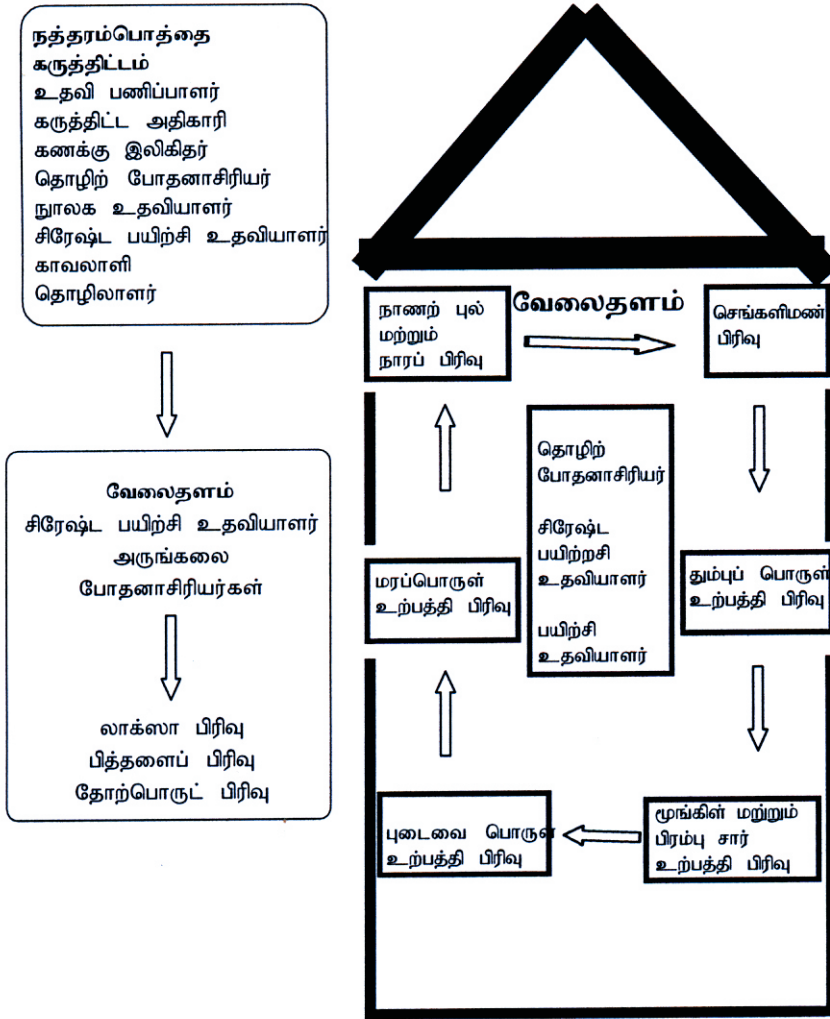 நத்தரம்பொத்தை
கருத்திட்டம்
உதவி பணிப்பாளர்
கருத்திட்ட அதிகாரி
கணக்கு இலிகிதர்
தொழிற் போதனாசிரியர்
நுாலக உதவியாளர்
சிரேஷ்ட பயிற்சி உதவியாளர்
காவலாளி
தொழிலாளர்
வேலைதளம்
சிரேஷ்ட பயிற்சி உதவியாளர்
அருங்கலை
போதனாசிரியர்கள்
லாக்ஸா பிரிவு
பித்தளைப் பிரிவு
தோற்பொருட் பிரிவு
வேலைதளம்
நாணற் புல்
மற்றும்
நாரப் பிரிவு
செங்களிமண்
பிரிவு
தொழிற்
போதனாசிரியர்
சிரேஷ்ட
பயிற்றசி
உதவியாளர்
பயிற்சி
உதவியாளர்
மரப்பொருள்
உற்பத்தி பிரிவு
தும்புப் பொருள்
உற்பத்தி பிரிவு
புடைவை பொருள்
உற்பத்தி பிரிவு
மூங்கிள் மற்றும்
பிரம்பு சார்
உற்பத்தி பிரிவு